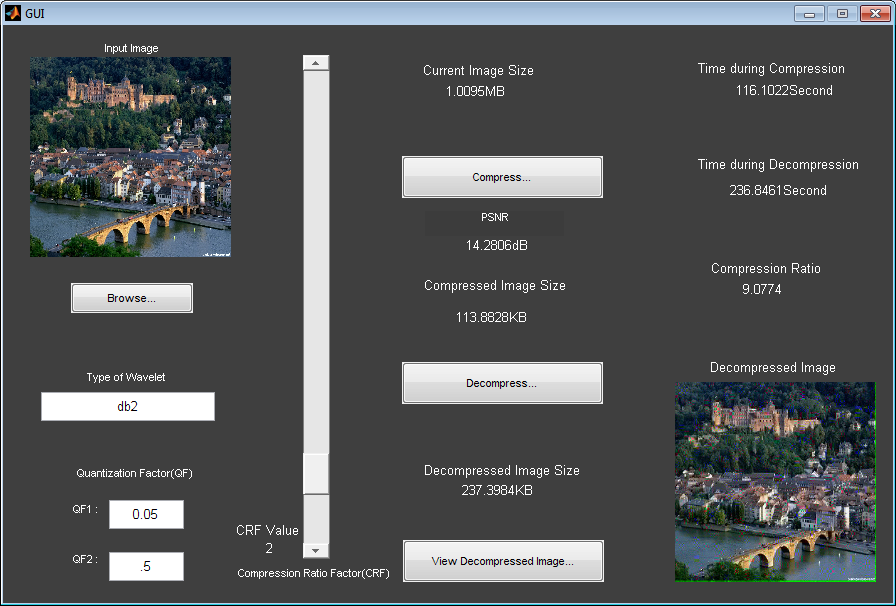 GUI
Input Image
Browse...
Type of Wavelet
db2
Quantization Factor(QF)
QF1 :
0.05
QF2 :
.5
CRF Value
2
Compression Ratio Factor(CRF)
Current Image Size
1.0095MB
Compress...
PSNR
14.2806dB
Compressed Image Size
113.8828KB
Decompress...
Decompressed Image Size
237.3984KB
View Decompressed Image...
Time during Compression
116.1022Second
Time during Decompression
236.8461Second
Compression Ratio
9.0774
Decompressed Image